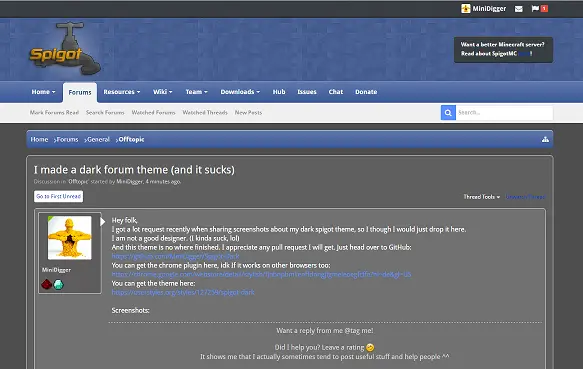 MiniDigger
1
Spigot
Want a better Minecraft server?
Read about SpigotMC !
Home Forums Resources Wiki Team Downloads Hub Issues Chat Donate
Mark Forums Read Search Forums Watched Forums Watched Threads New Posts
Search...
Home Forums General Offtopic
I made a dark forum theme (and it sucks)
Discussion in 'Offtopic' started by MiniDigger, 4 minutes ago.
Go to First Unread
Thread Tools
Hey folk,
I got a lot request recently when sharing screenshots about my dark spigot theme, so I though I would just drop it here.
I am not a good designer. (I kinda suck, lol)
And this theme is no where finished. I appreciate any pull request I will get. Just head over to GitHub:
You can get the chrome plugin here, idk if it works on other browsers too:
MiniDigger
You can get the theme here:
Screenshots:
Want a reply from me @tag me!
Did I help you? Leave a rating
It shows me that I actually sometimes tend to post useful stuff and help people ^^